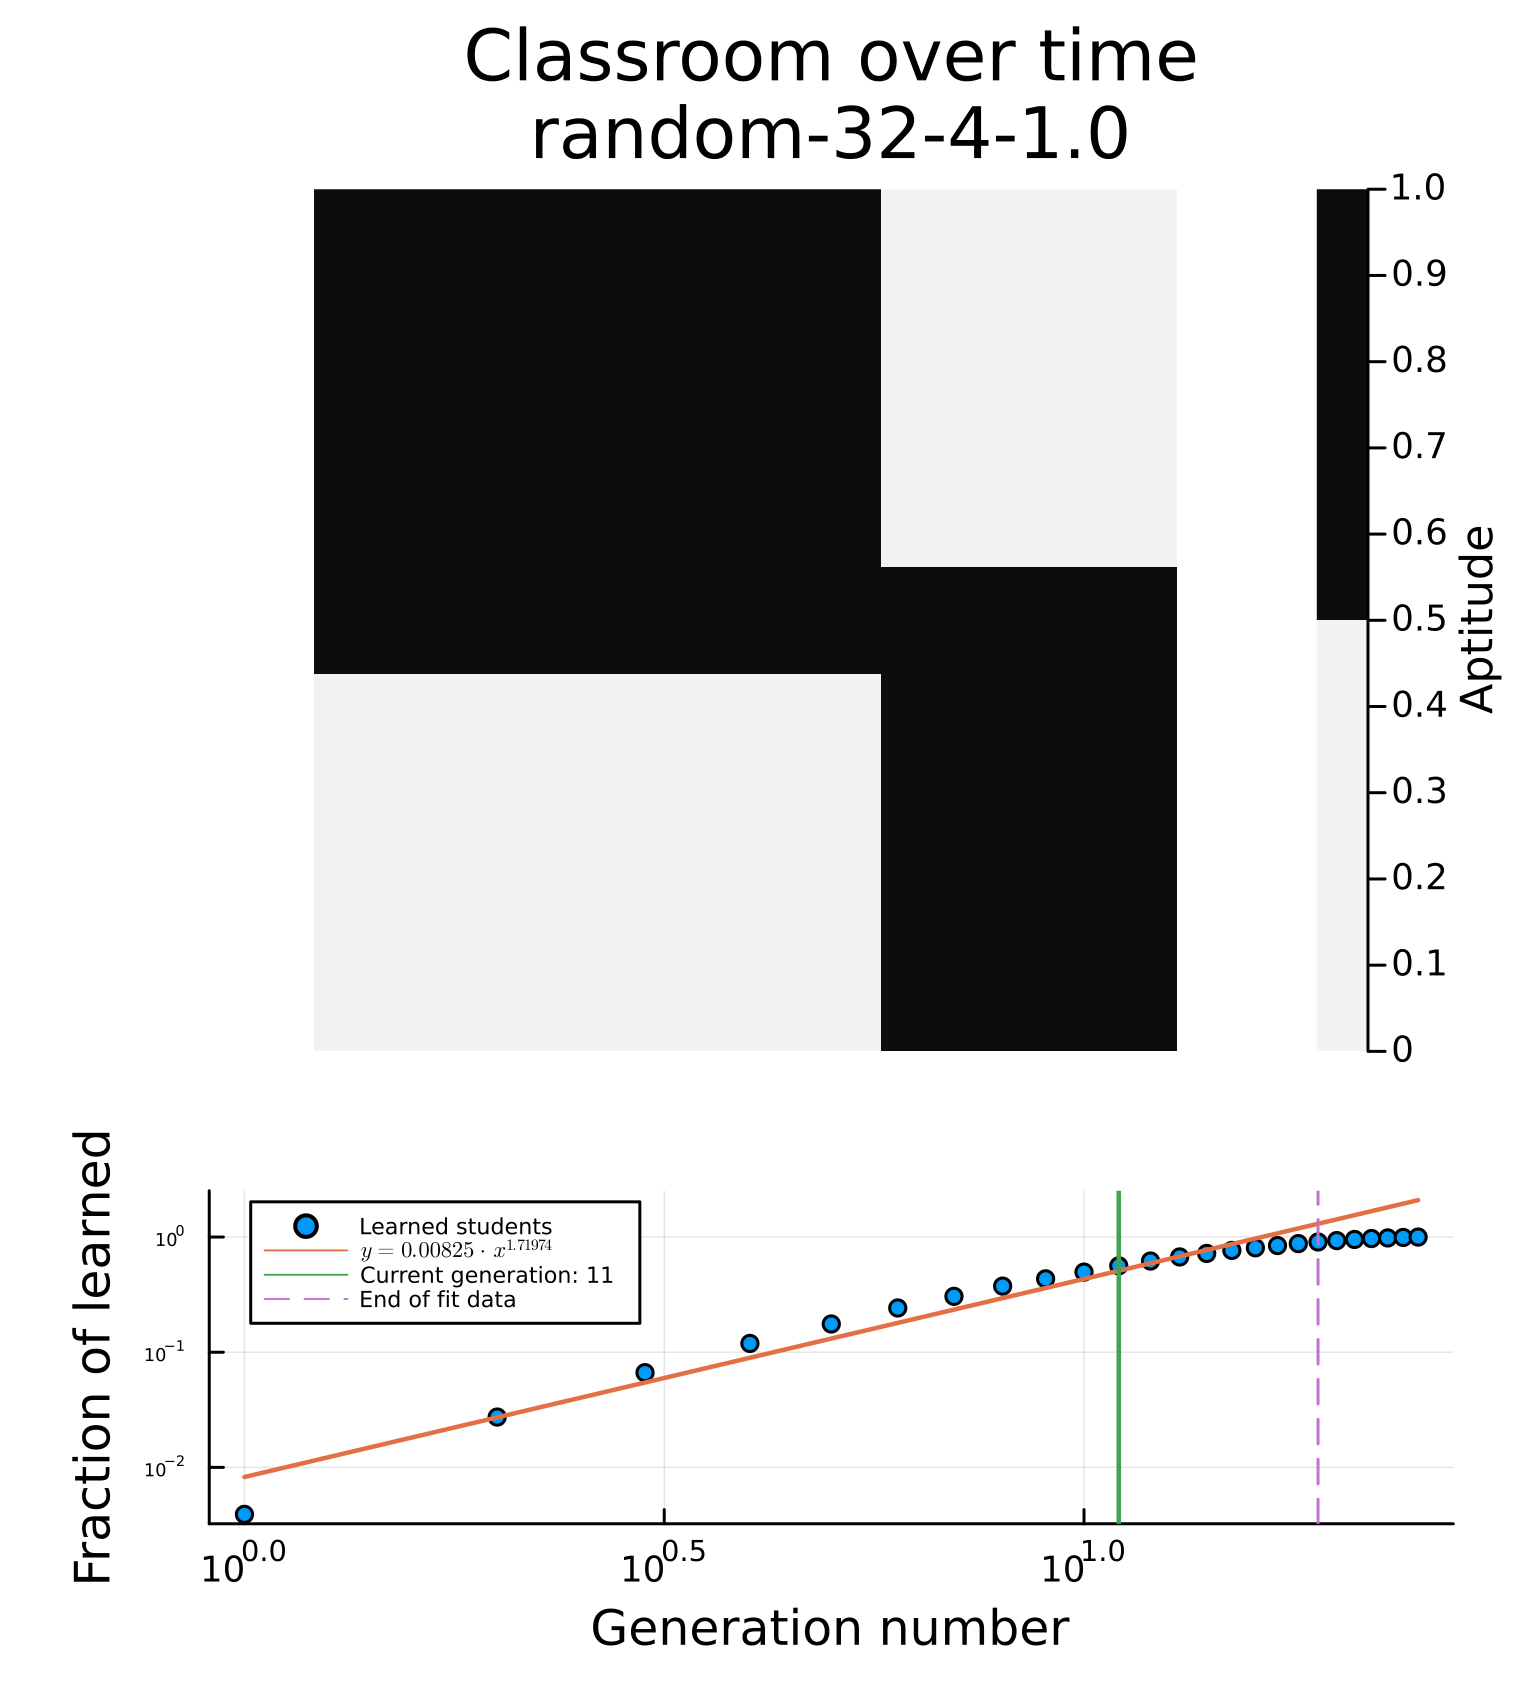 Classroom over time
random-32-4-1.0
1.0
0.9
0.8
0.7
0.6
0.5
0.4
0.3
0.2
0.1
0
Aptitude
Fraction of learned
10^0
10^−1
10^−2
Learned students
y = 0.00825 · x^1.71974
Current generation: 11
End of fit data
10^0.0
10^0.5
10^1.0
Generation number